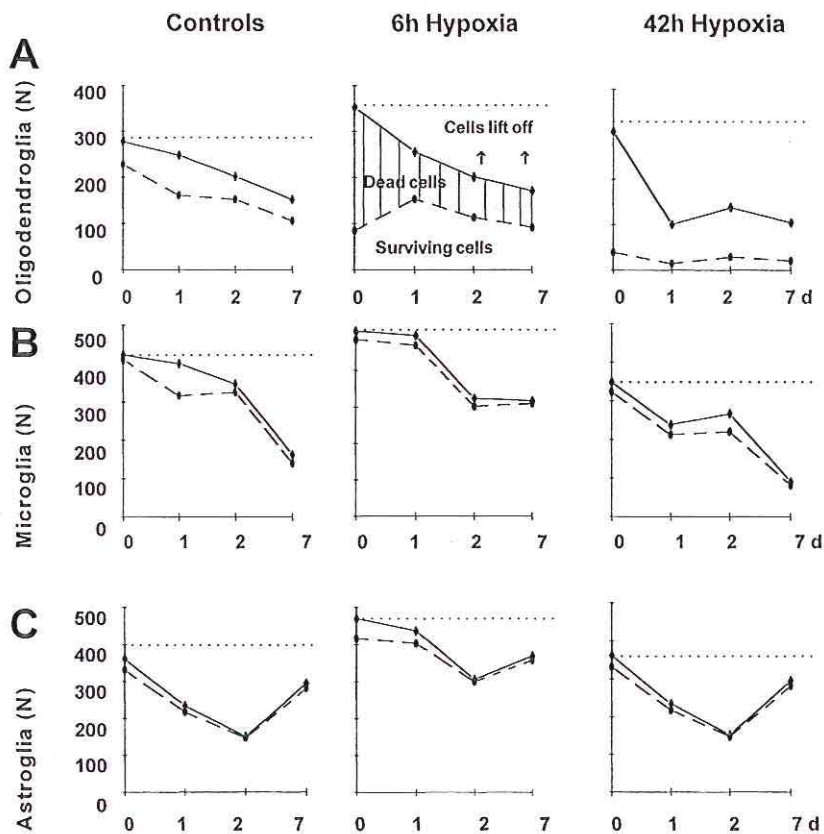 Controls 6h Hypoxia 42h Hypoxia
A
Oligodendroglia (N)
400
300
200
100
0
Cells lift off
↑ ↑
Dead cells
Surviving cells
0 1 2 7 0 1 2 7 0 1 2 7 d
B
Microglia (N)
500
400
300
200
100
0
0 1 2 7 0 1 2 7 0 1 2 7 d
C
Astroglia (N)
500
400
300
200
100
0
0 1 2 7 0 1 2 7 0 1 2 7 d